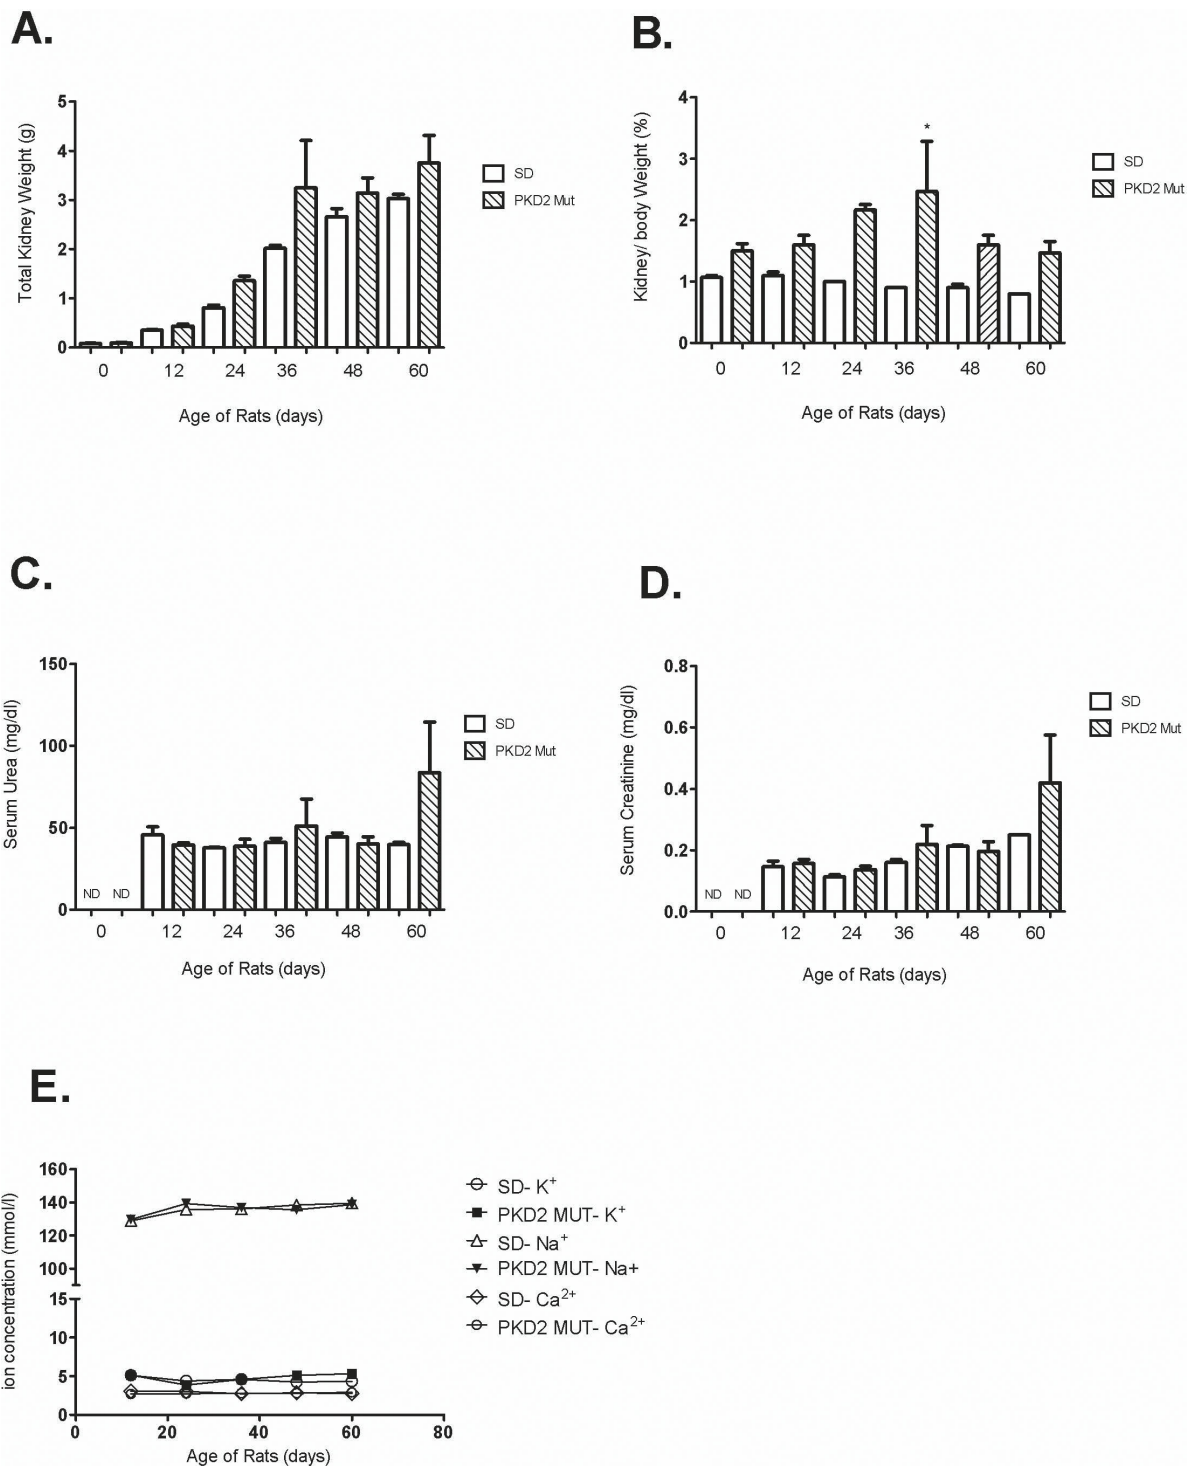 A.
5
4
3
2
1
0
Total Kidney Weight (g)
0 12 24 36 48 60
Age of Rats (days)
SD
PKD2 Mut
B.
4
3
2
1
0
Kidney/ body Weight (%)
*
0 12 24 36 48 60
Age of Rats (days)
SD
PKD2 Mut
C.
150
100
50
0
Serum Urea (mg/dl)
ND ND
0 12 24 36 48 60
Age of Rats (days)
SD
PKD2 Mut
D.
0.8
0.6
0.4
0.2
0.0
Serum Creatinine (mg/dl)
ND ND
0 12 24 36 48 60
Age of Rats (days)
SD
PKD2 Mut
E.
160
140
120
100
15
10
5
0
ion concentration (mmol/l)
0 20 40 60 80
Age of Rats (days)
SD- K⁺
PKD2 MUT- K⁺
SD- Na⁺
PKD2 MUT- Na+
SD- Ca²⁺
PKD2 MUT- Ca²⁺